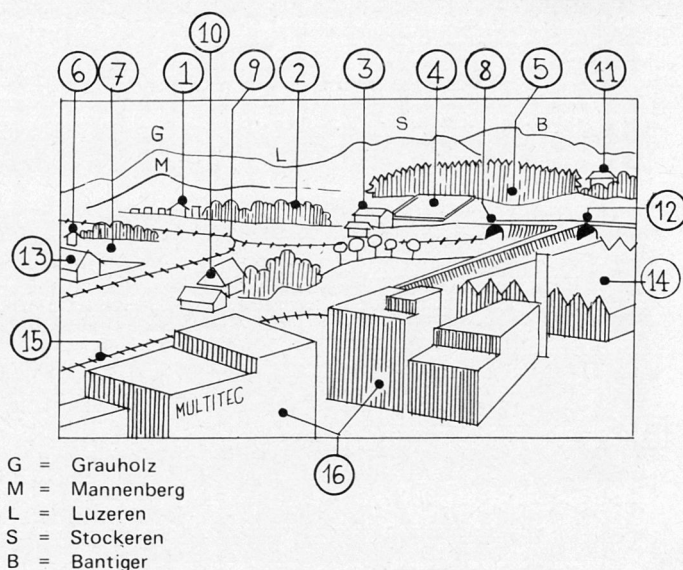 10
6 7 1 9 2 3 4 8 5 11
G M L S B
12
13
14
15
MULTITEC
16
G = Grauholz
M = Mannenberg
L = Luzeren
S = Stockeren
B = Bantiger